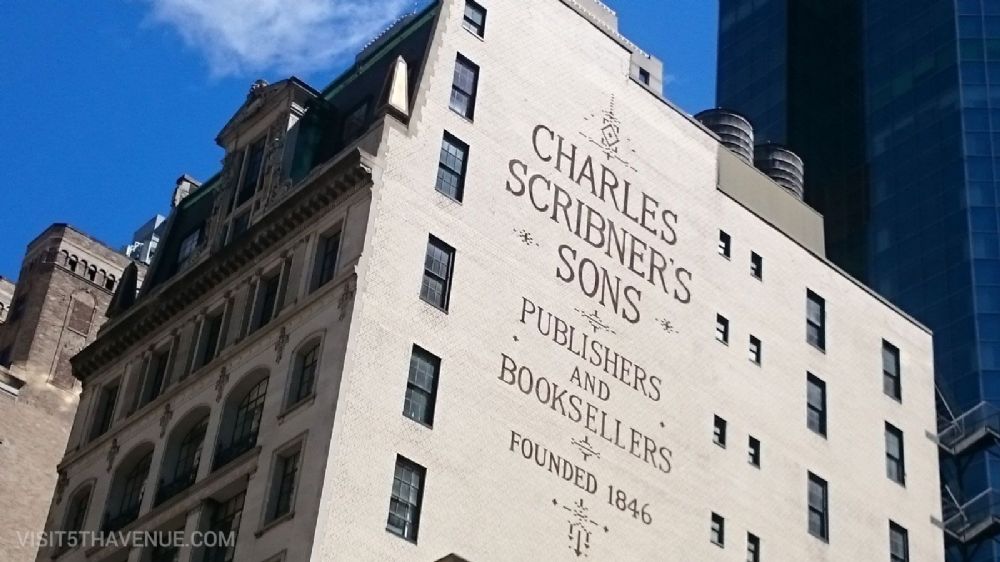 CHARLES
SCRIBNER'S
SONS
PUBLISHERS
AND
BOOKSELLERS
FOUNDED 1846
VISIT5THAVENUE.COM